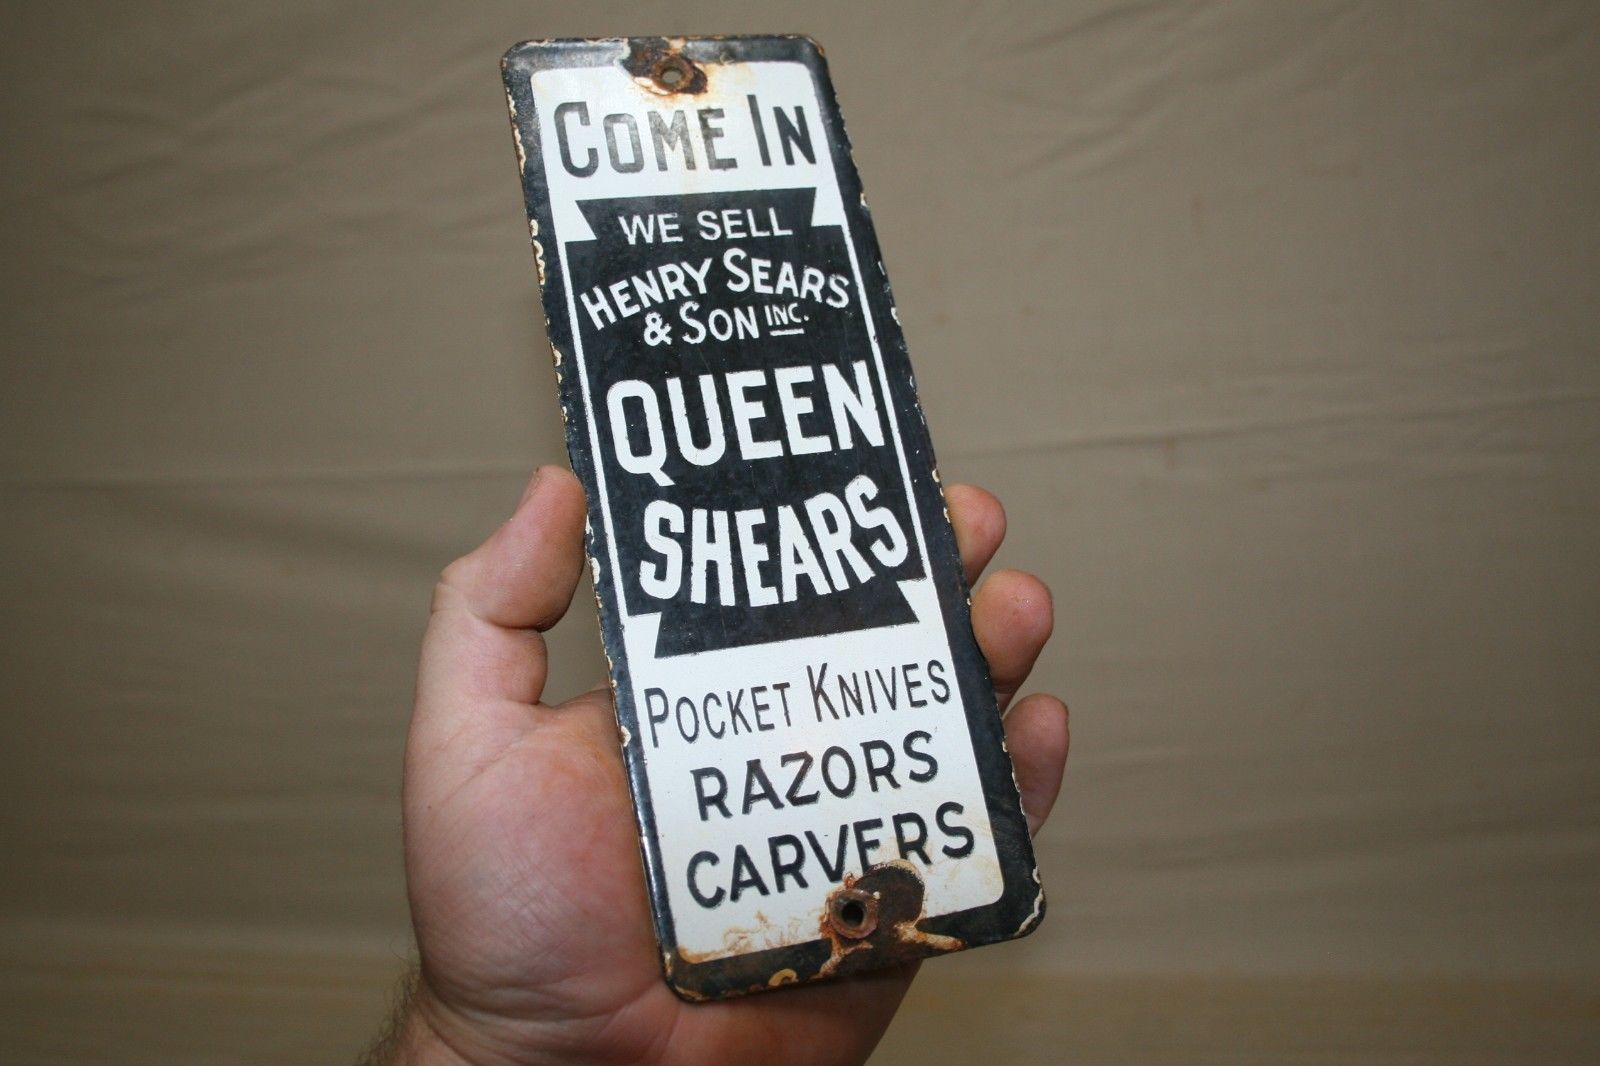 COME IN
WE SELL
HENRY SEARS
& SON INC.
QUEEN
SHEARS
POCKET KNIVES
RAZORS
CARVERS